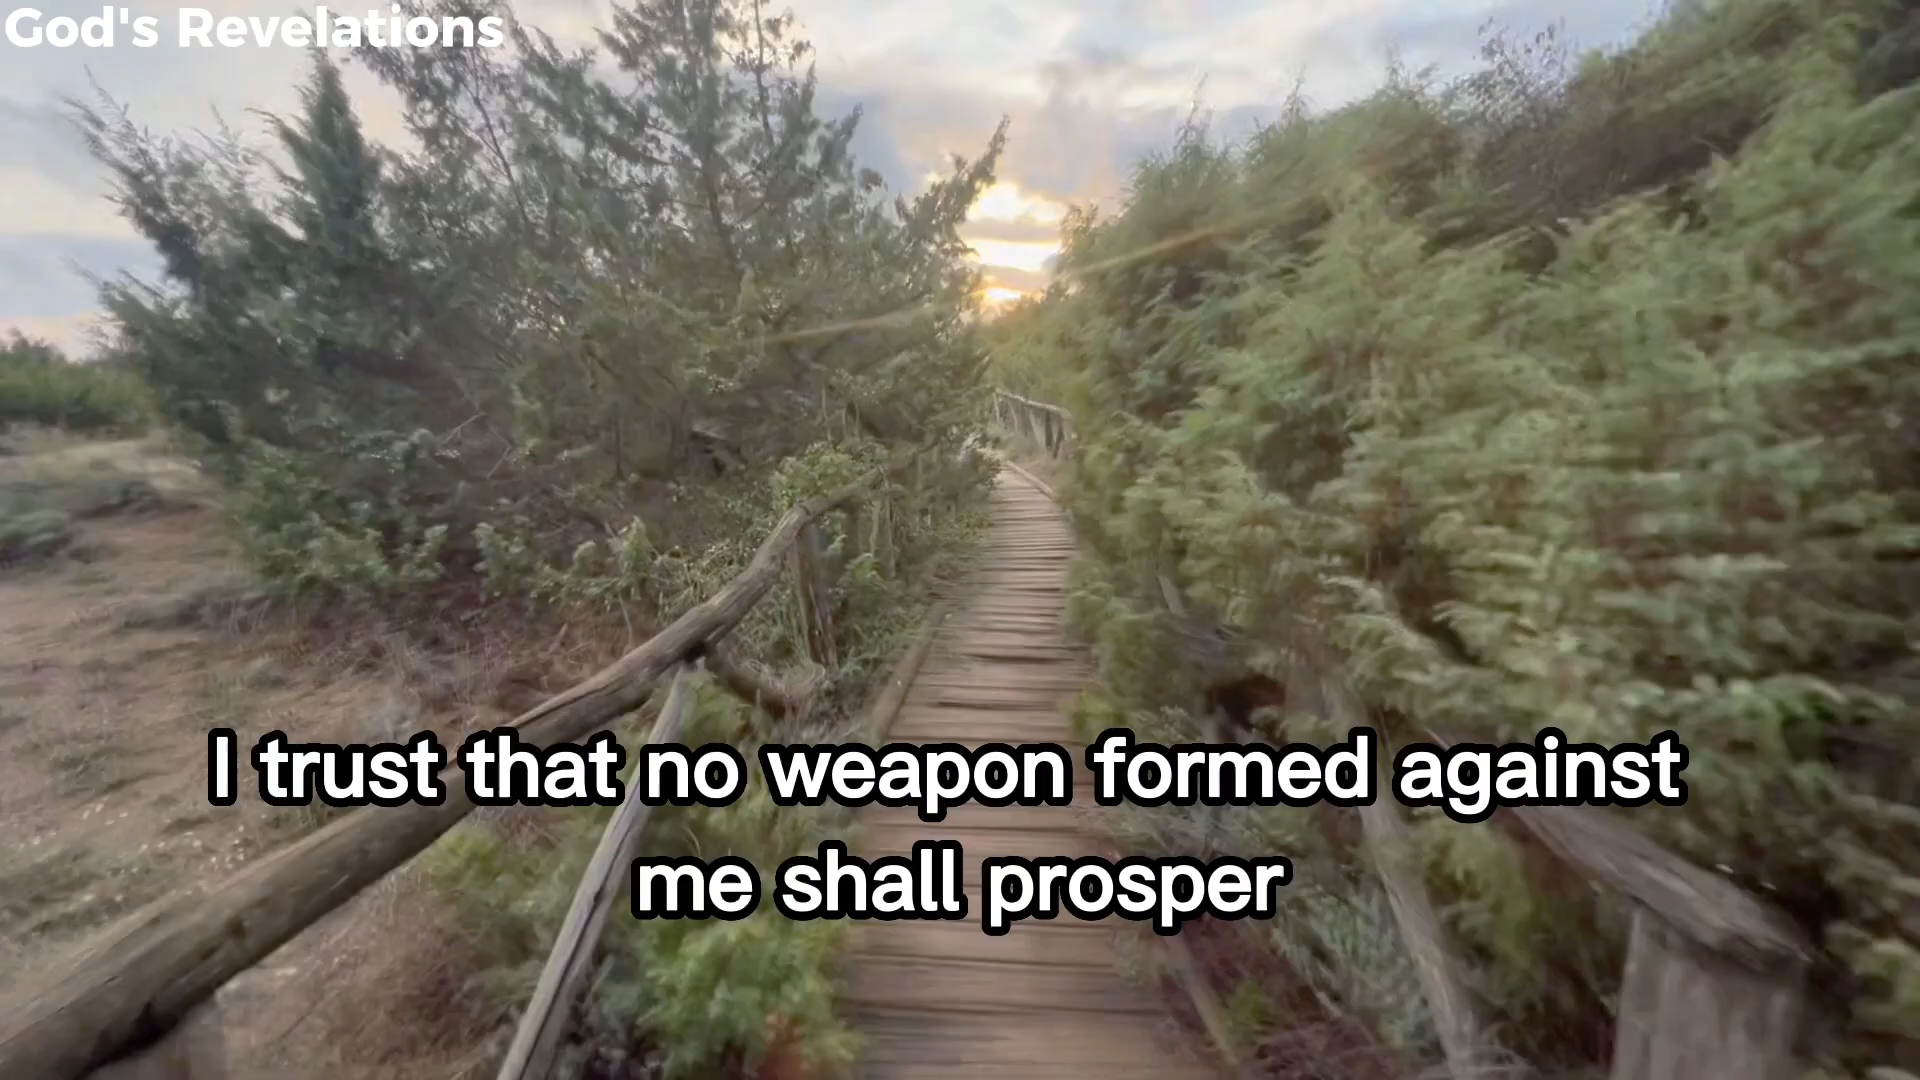 God's Revelations
I trust that no weapon formed against
me shall prosper